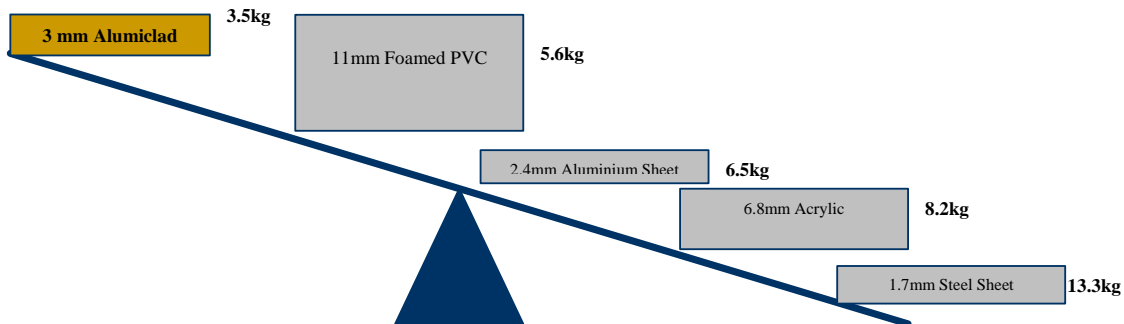 3 mm Alumiclad
3.5kg
11mm Foamed PVC
5.6kg
2.4mm Aluminium Sheet
6.5kg
6.8mm Acrylic
8.2kg
1.7mm Steel Sheet
13.3kg